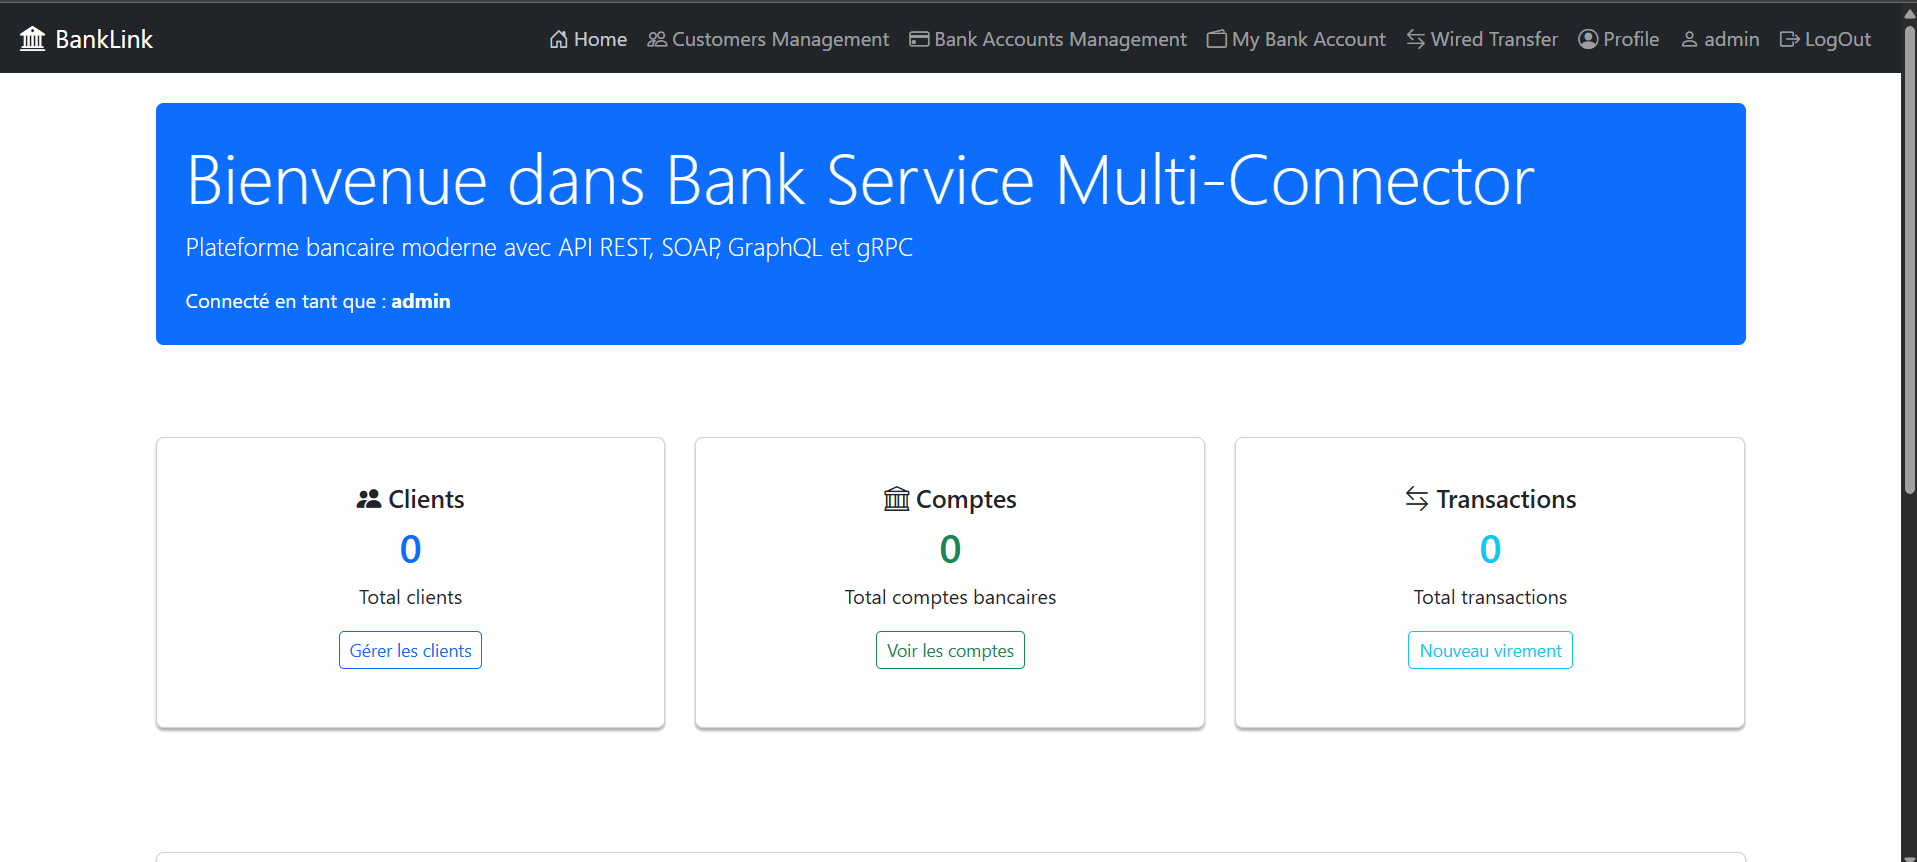 BankLink
Home Customers Management Bank Accounts Management My Bank Account Wired Transfer Profile admin LogOut
Bienvenue dans Bank Service Multi-Connector
Plateforme bancaire moderne avec API REST, SOAP, GraphQL et gRPC
Connecté en tant que : admin
Clients
0
Total clients
Gérer les clients
Comptes
0
Total comptes bancaires
Voir les comptes
Transactions
0
Total transactions
Nouveau virement